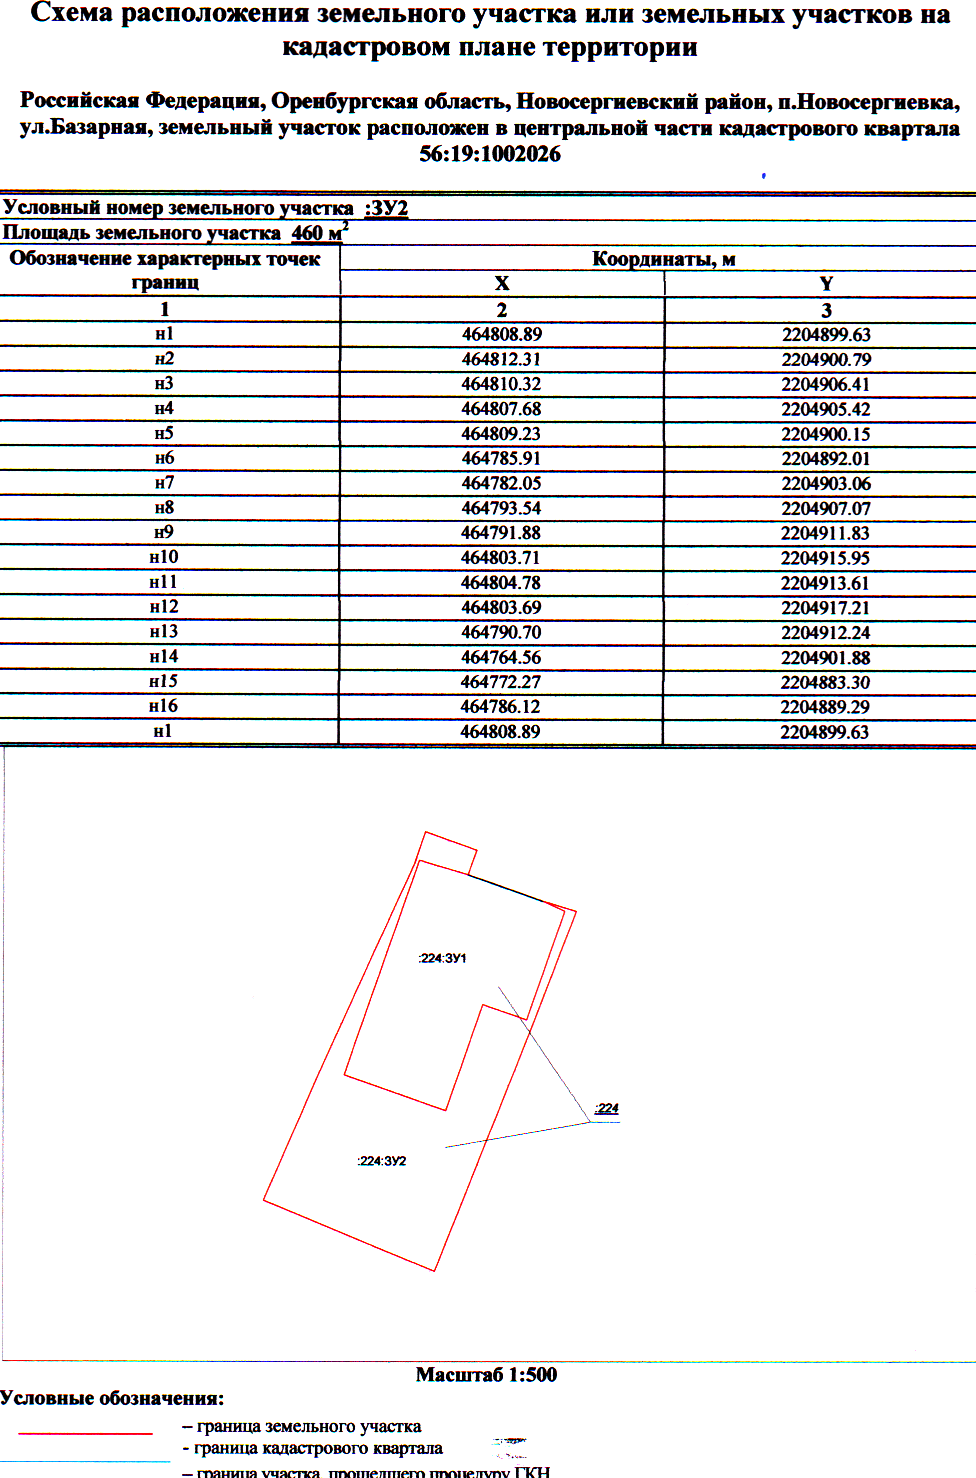 Схема расположения земельного участка или земельных участков на
кадастровом плане территории
Российская Федерация, Оренбургская область, Новосергиевский район, п.Новосергиевка,
ул.Базарная, земельный участок расположен в центральной части кадастрового квартала
56:19:1002026
Условный номер земельного участка :ЗУ2
Площадь земельного участка 460 м²
Обозначение характерных точек границ Координаты, м
X Y
1 2 3
н1 464808.89 2204899.63
н2 464812.31 2204900.79
н3 464810.32 2204906.41
н4 464807.68 2204905.42
н5 464809.23 2204900.15
н6 464785.91 2204892.01
н7 464782.05 2204903.06
н8 464793.54 2204907.07
н9 464791.88 2204911.83
н10 464803.71 2204915.95
н11 464804.78 2204913.61
н12 464803.69 2204917.21
н13 464790.70 2204912.24
н14 464764.56 2204901.88
н15 464772.27 2204883.30
н16 464786.12 2204889.29
н1 464808.89 2204899.63
:224:ЗУ1
:224
:224:ЗУ2
Масштаб 1:500
Условные обозначения:
– граница земельного участка
- граница кадастрового квартала
– граница участка, прошедшего процедуру ГКН